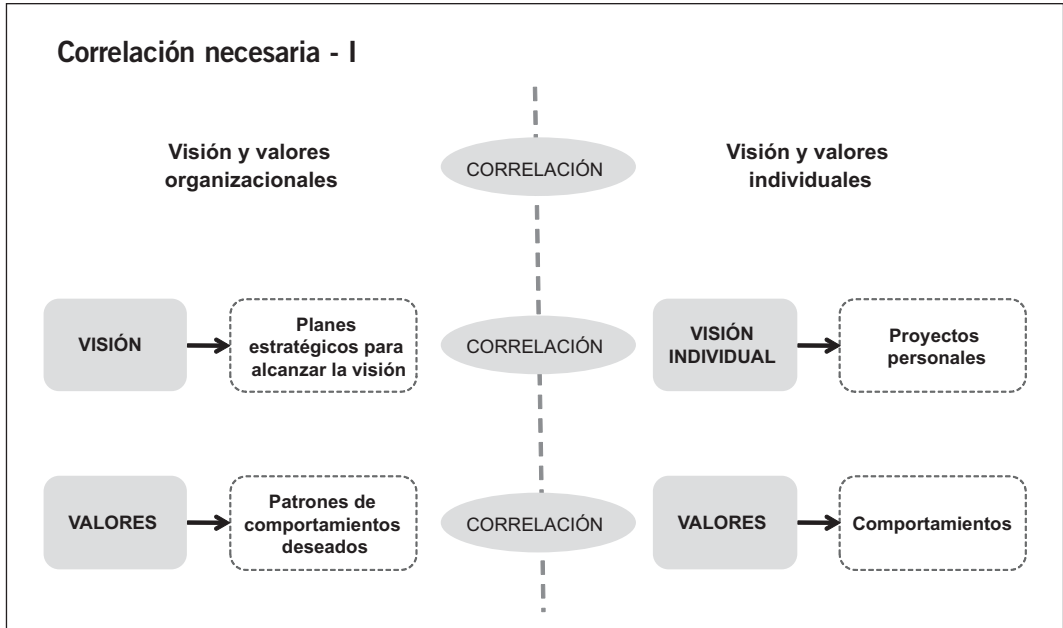 Correlación necesaria - I
Visión y valores
organizacionales
CORRELACIÓN
Visión y valores
individuales
VISIÓN
Planes
estratégicos para
alcanzar la visión
CORRELACIÓN
VISIÓN
INDIVIDUAL
Proyectos
personales
VALORES
Patrones de
comportamientos
deseados
CORRELACIÓN
VALORES
Comportamientos